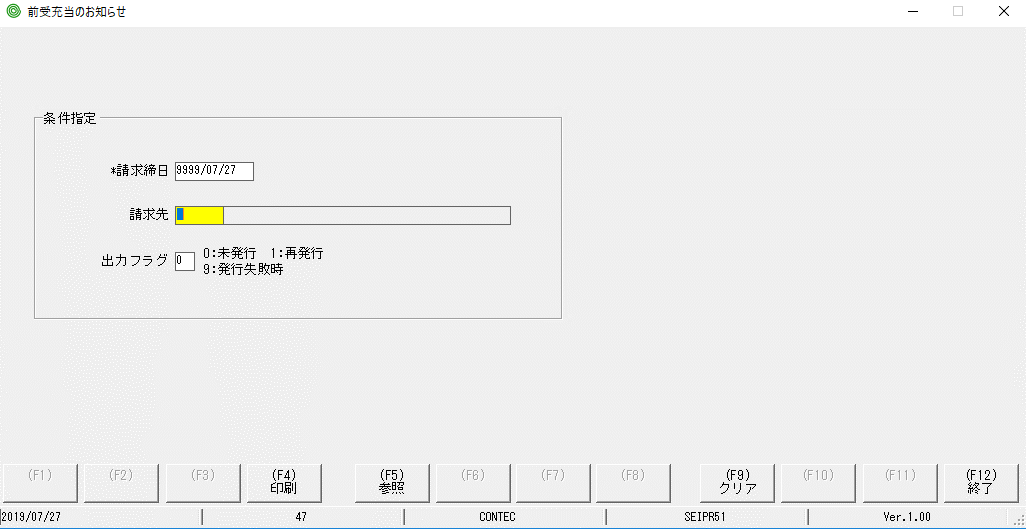 前受充当のお知らせ
条件指定
*請求締日 9999/07/27
請求先
出力フラグ 0 0:未発行 1:再発行
9:発行失敗時
(F1) (F2) (F3) (F4) (F5) (F6) (F7) (F8) (F9) (F10) (F11) (F12)
印刷 参照 クリア 終了
2019/07/27 47 CONTEC SEIPR51 Ver.1.00